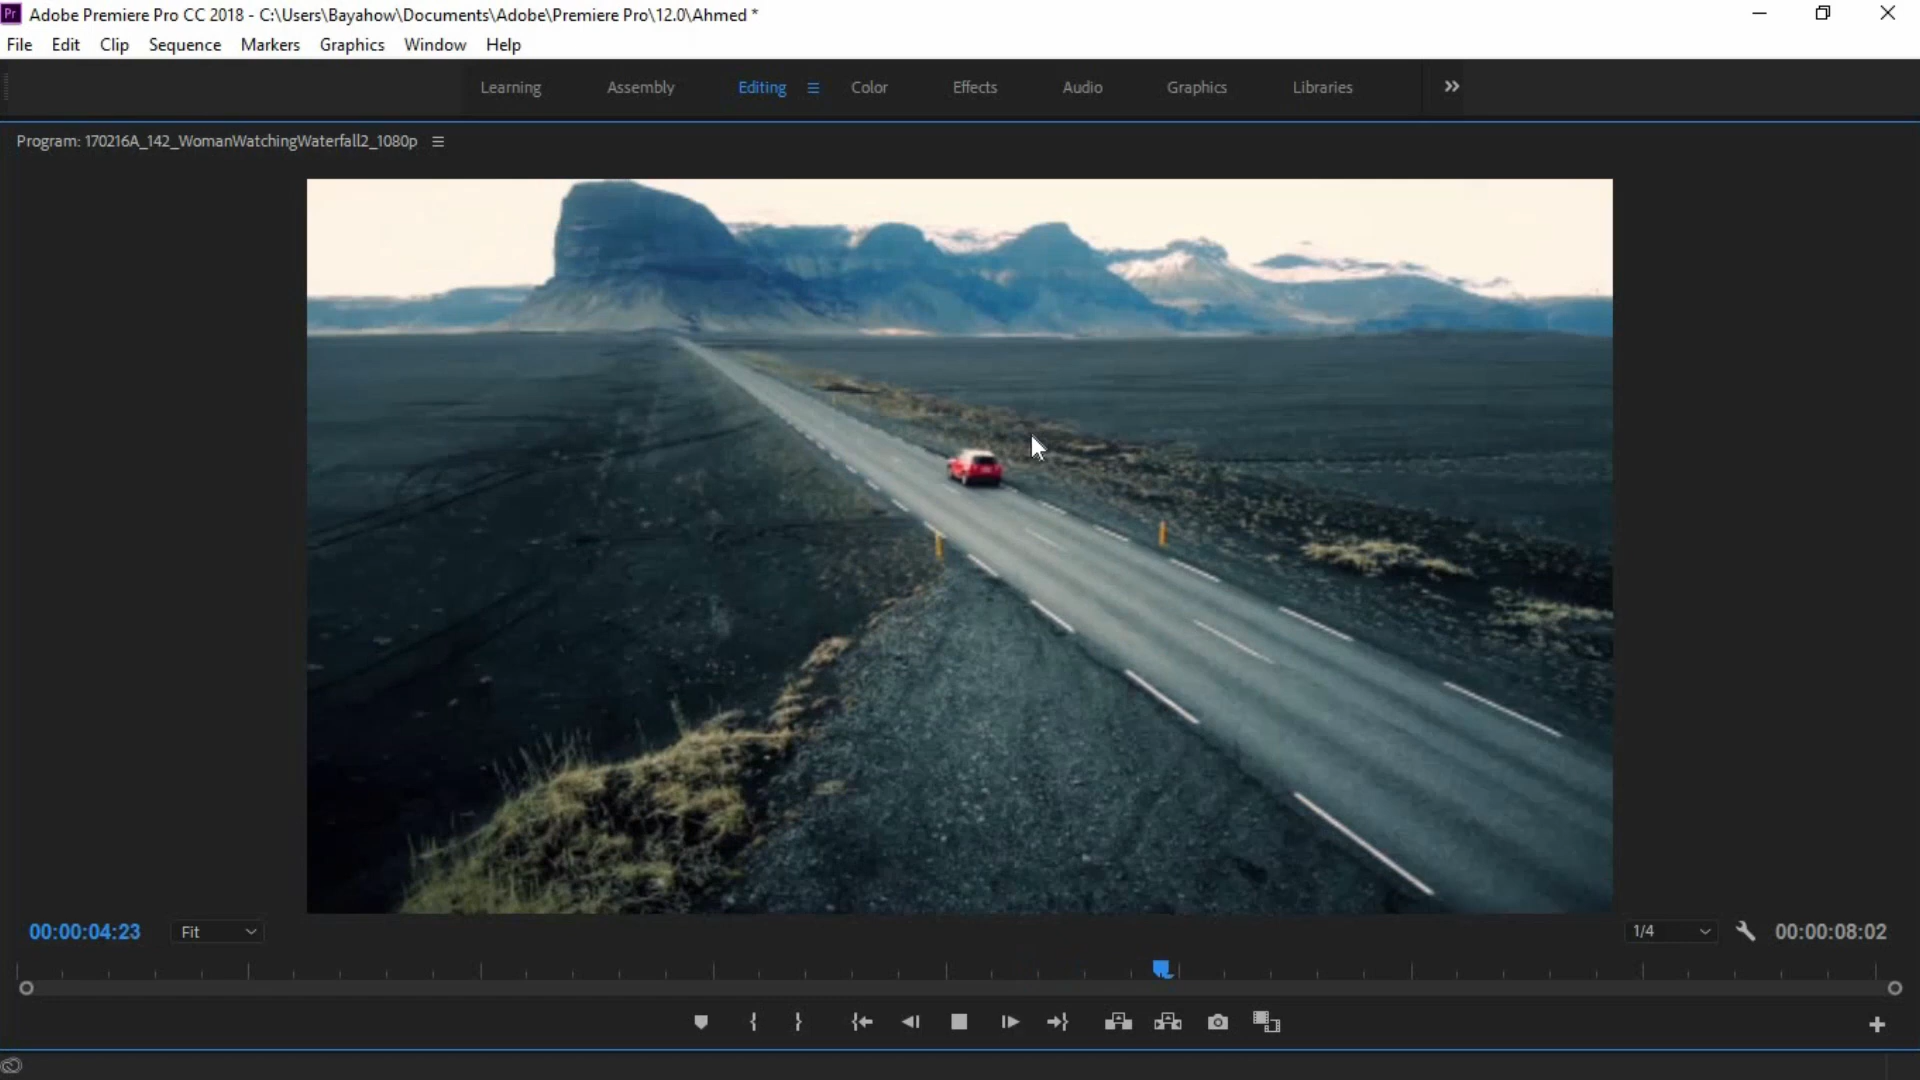 Pr Adobe Premiere Pro CC 2018 - C:\Users\Bayahow\Documents\Adobe\Premiere Pro\12.0\Ahmed *
File Edit Clip Sequence Markers Graphics Window Help
Learning Assembly Editing Color Effects Audio Graphics Libraries
Program: 170216A_142_WomanWatchingWaterfall2_1080p
00:00:04:23 Fit 1/4 00:00:08:02